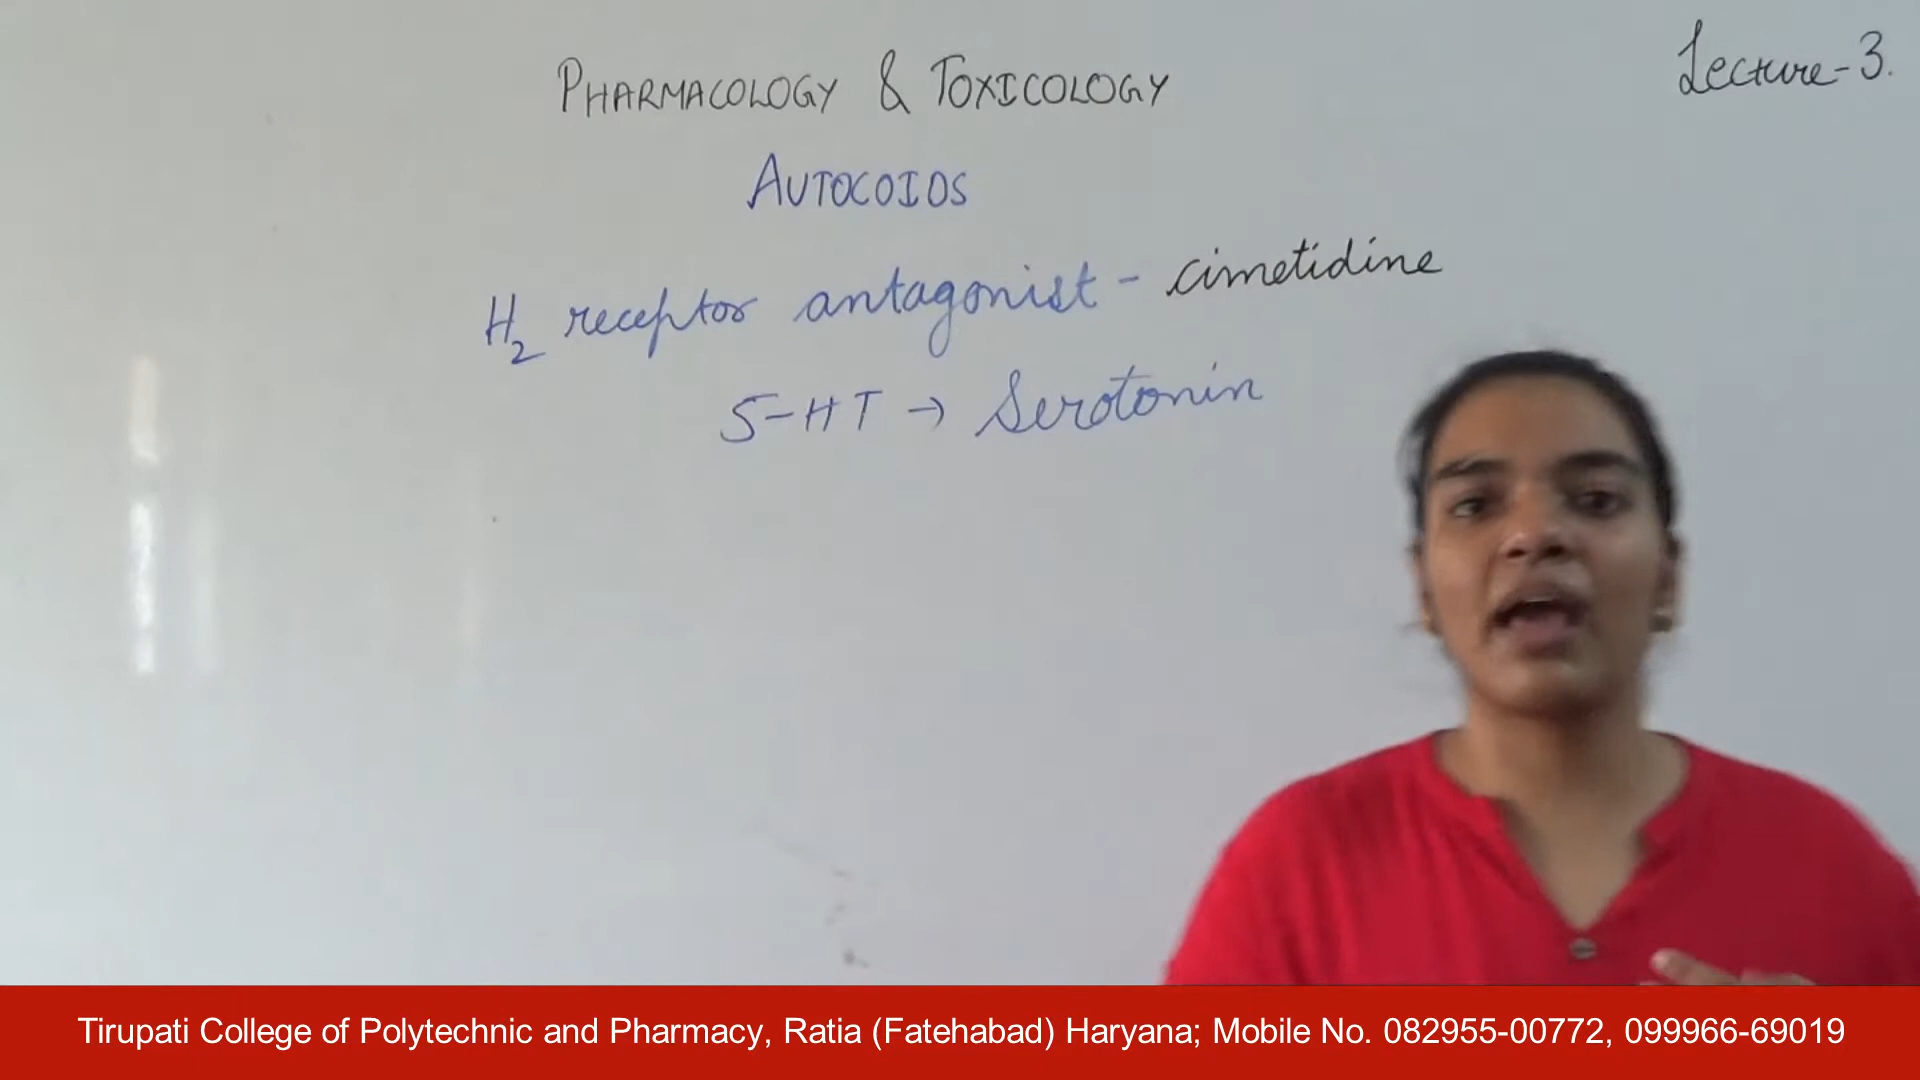 Lecture-3.
PHARMACOLOGY & TOXICOLOGY
AUTOCOIDS
H2 receptor antagonist - cimetidine
5-HT → Serotonin
Tirupati College of Polytechnic and Pharmacy, Ratia (Fatehabad) Haryana; Mobile No. 082955-00772, 099966-69019